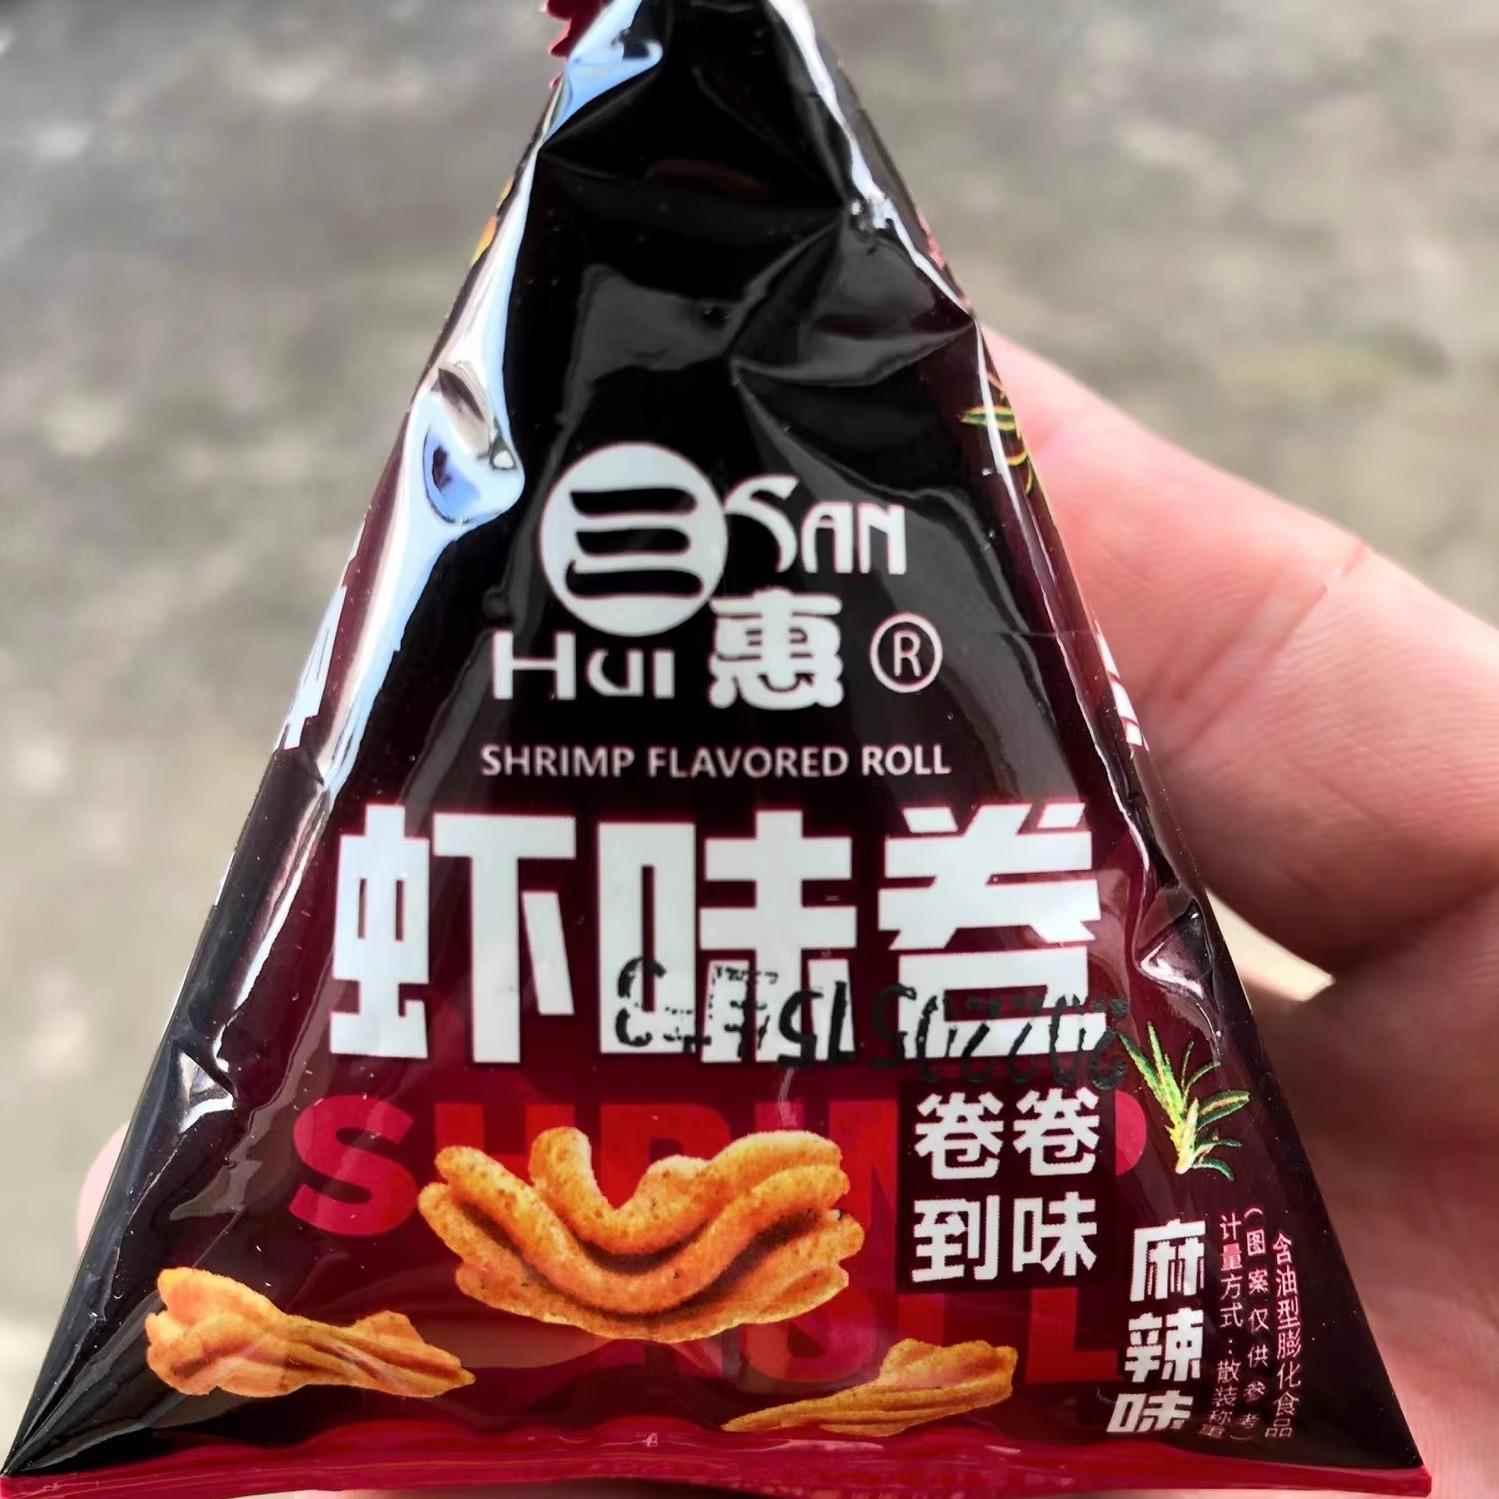 三 SAN
HUI 惠 ®
SHRIMP FLAVORED ROLL
虾味卷
SHRIMP
卷卷
到味
麻辣味
含油型膨化食品
（图案仅供参考）
计量方式：散装称重